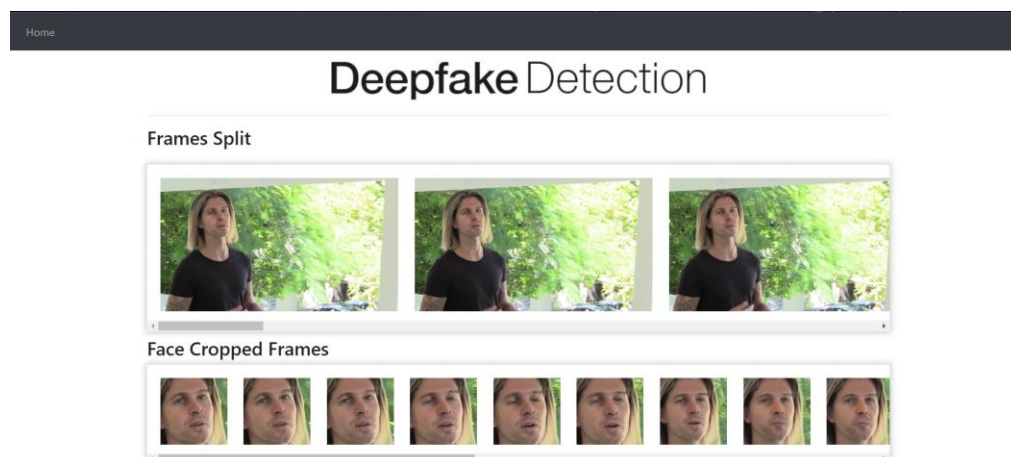 Home
Deepfake Detection
Frames Split
Face Cropped Frames